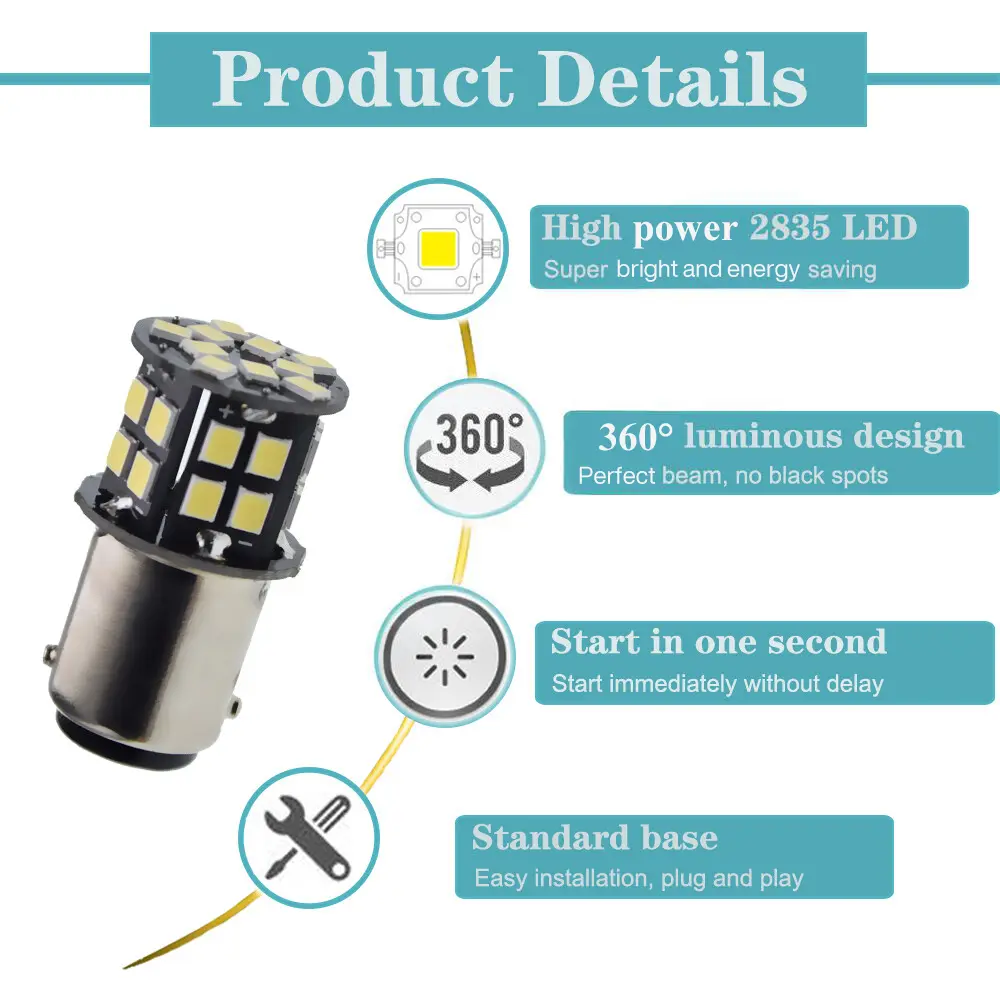 Product Details
High power 2835 LED
Super bright and energy saving
360°
360° luminous design
Perfect beam, no black spots
Start in one second
Start immediately without delay
Standard base
Easy installation, plug and play